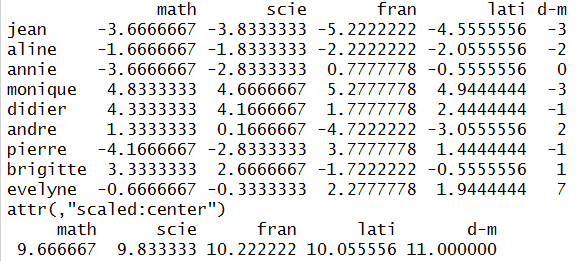 math scie fran lati d-m
jean -3.6666667 -3.8333333 -5.2222222 -4.5555556 -3
aline -1.6666667 -1.8333333 -2.2222222 -2.0555556 -2
annie -3.6666667 -2.8333333 0.7777778 -0.5555556 0
monique 4.8333333 4.6666667 5.2777778 4.9444444 -3
didier 4.3333333 4.1666667 1.7777778 2.4444444 -1
andre 1.3333333 0.1666667 -4.7222222 -3.0555556 2
pierre -4.1666667 -2.8333333 3.7777778 1.4444444 -1
brigitte 3.3333333 2.6666667 -1.7222222 -0.5555556 1
evelyne -0.6666667 -0.3333333 2.2777778 1.9444444 7
attr(,"scaled:center")
math scie fran lati d-m
9.666667 9.833333 10.222222 10.055556 11.000000